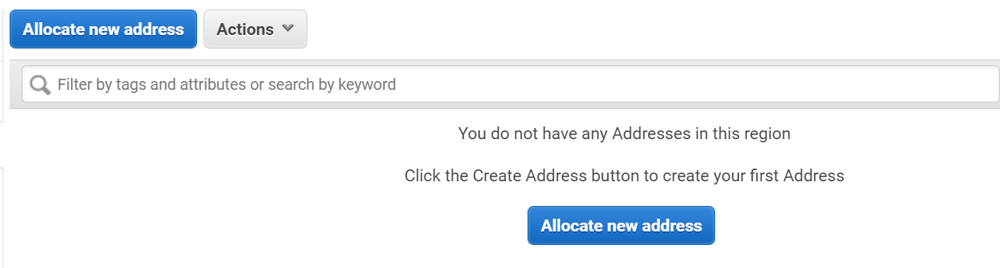 Allocate new address Actions
Filter by tags and attributes or search by keyword
You do not have any Addresses in this region
Click the Create Address button to create your first Address
Allocate new address